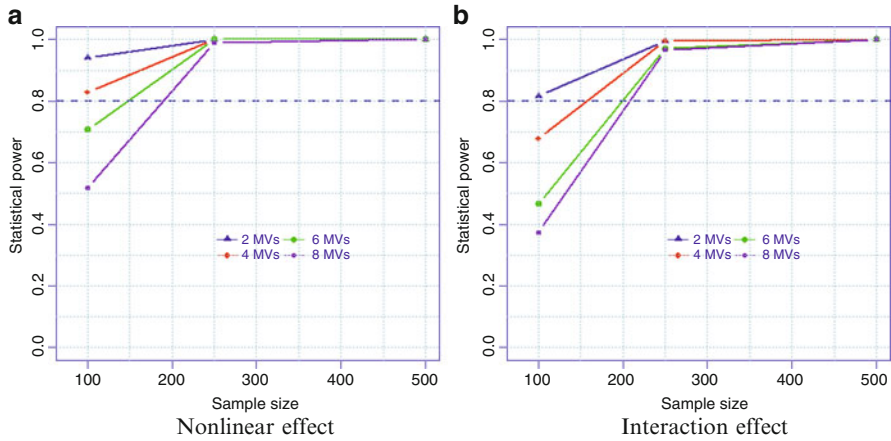 a
Statistical power
1.0
0.8
0.6
0.4
0.2
0.0
2 MVs 6 MVs
4 MVs 8 MVs
100 200 300 400 500
Sample size
Nonlinear effect
b
Statistical power
1.0
0.8
0.6
0.4
0.2
0.0
2 MVs 6 MVs
4 MVs 8 MVs
100 200 300 400 500
Sample size
Interaction effect